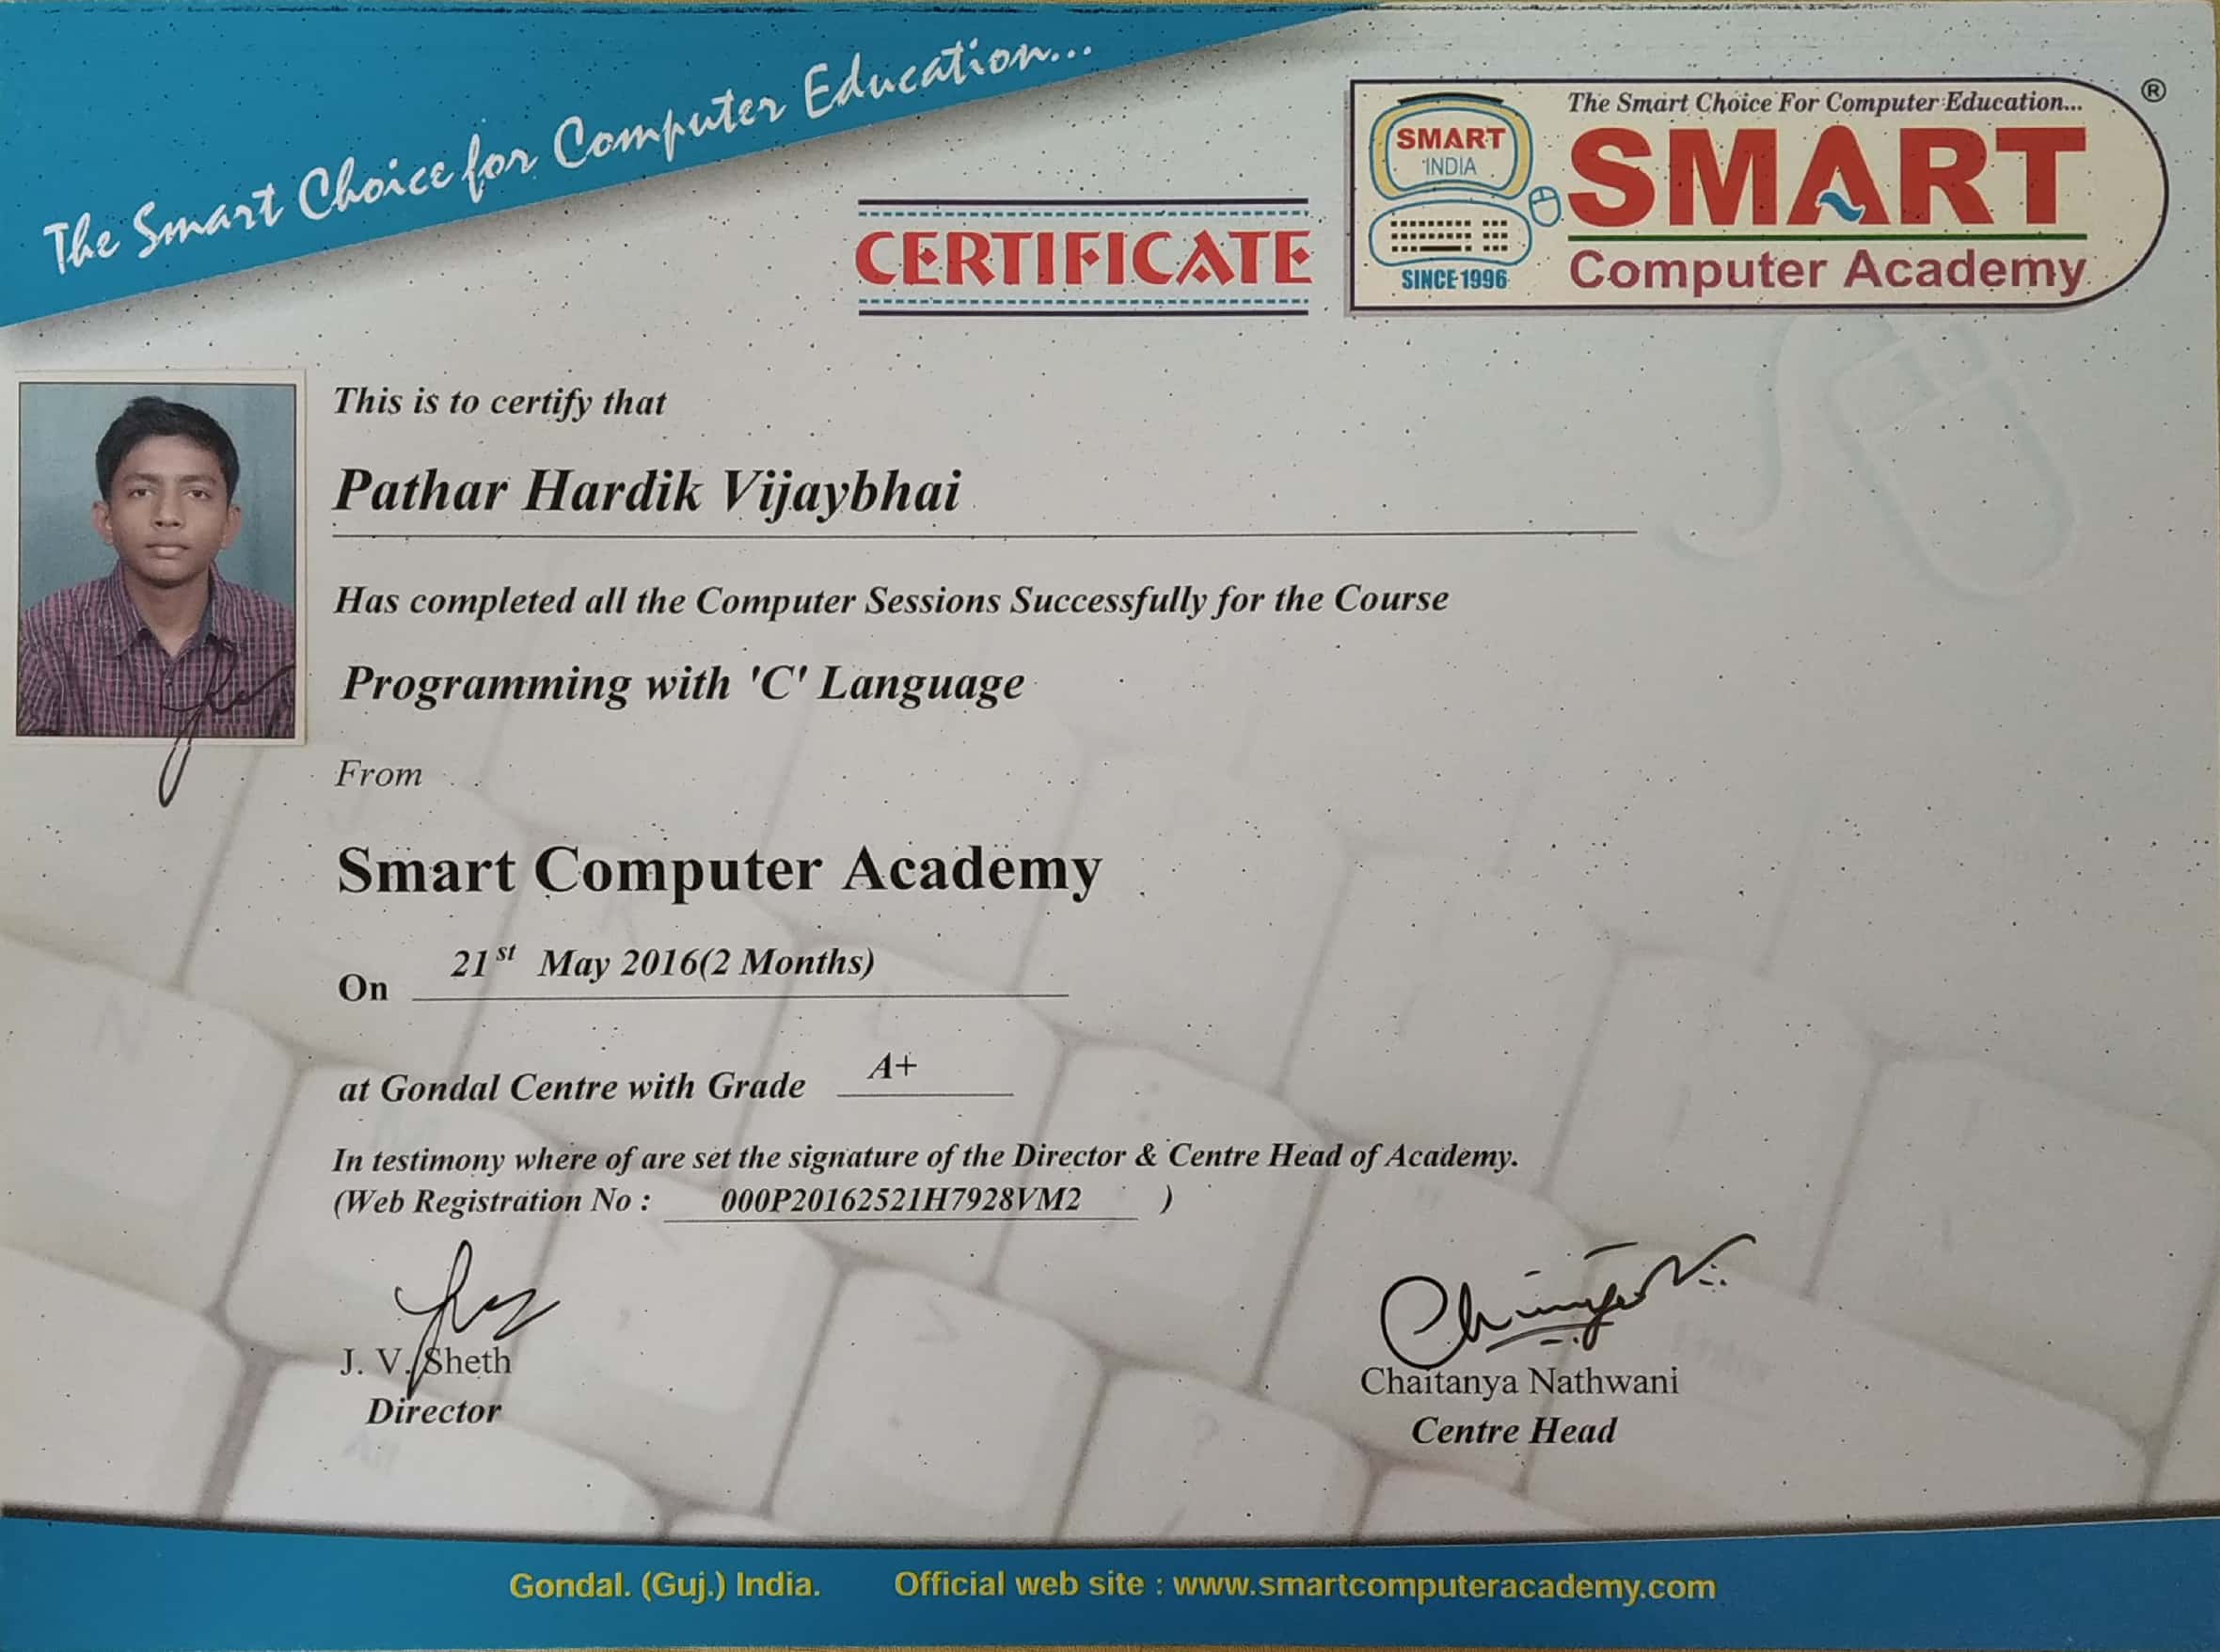 The Smart Choice for Computer Education...
The Smart Choice For Computer Education...
®
SMART
INDIA
SINCE 1996
SMART
Computer Academy
CERTIFICATE
This is to certify that
Pathar Hardik Vijaybhai
Has completed all the Computer Sessions Successfully for the Course
Programming with 'C' Language
From
Smart Computer Academy
On 21st May 2016(2 Months)
at Gondal Centre with Grade A+
In testimony where of are set the signature of the Director & Centre Head of Academy.
(Web Registration No : 000P20162521H7928VM2 )
J. V. Sheth
Director
Chaitanya Nathwani
Centre Head
Gondal. (Guj.) India. Official web site : www.smartcomputeracademy.com